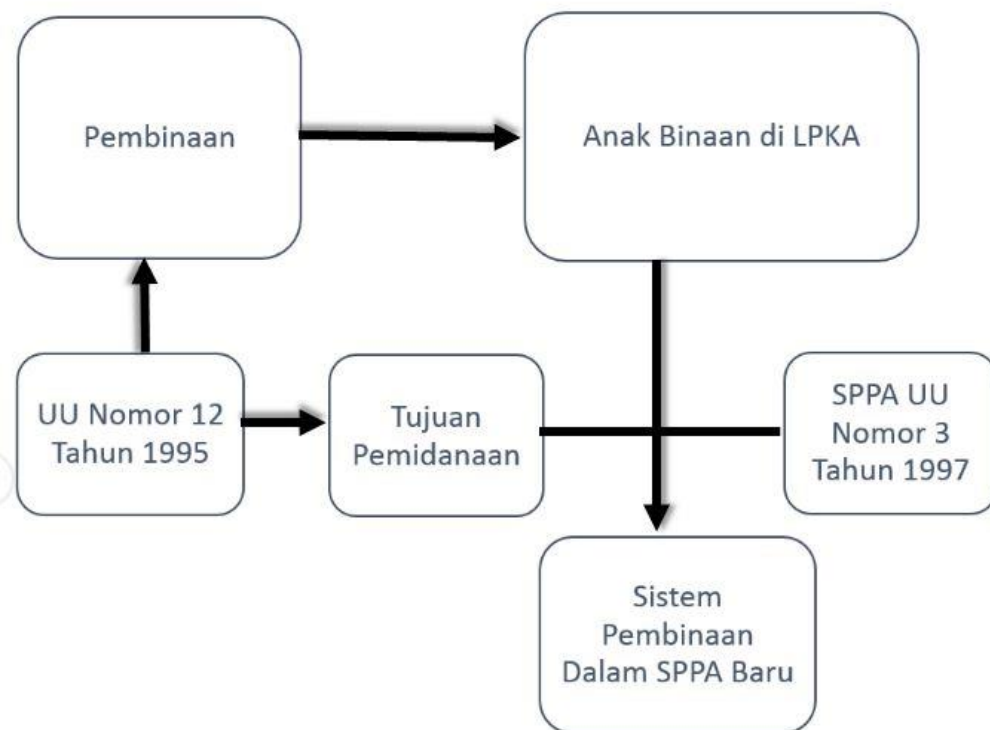 Pembinaan
Anak Binaan di LPKA
UU Nomor 12
Tahun 1995
Tujuan
Pemidanaan
SPPA UU
Nomor 3
Tahun 1997
Sistem
Pembinaan
Dalam SPPA Baru